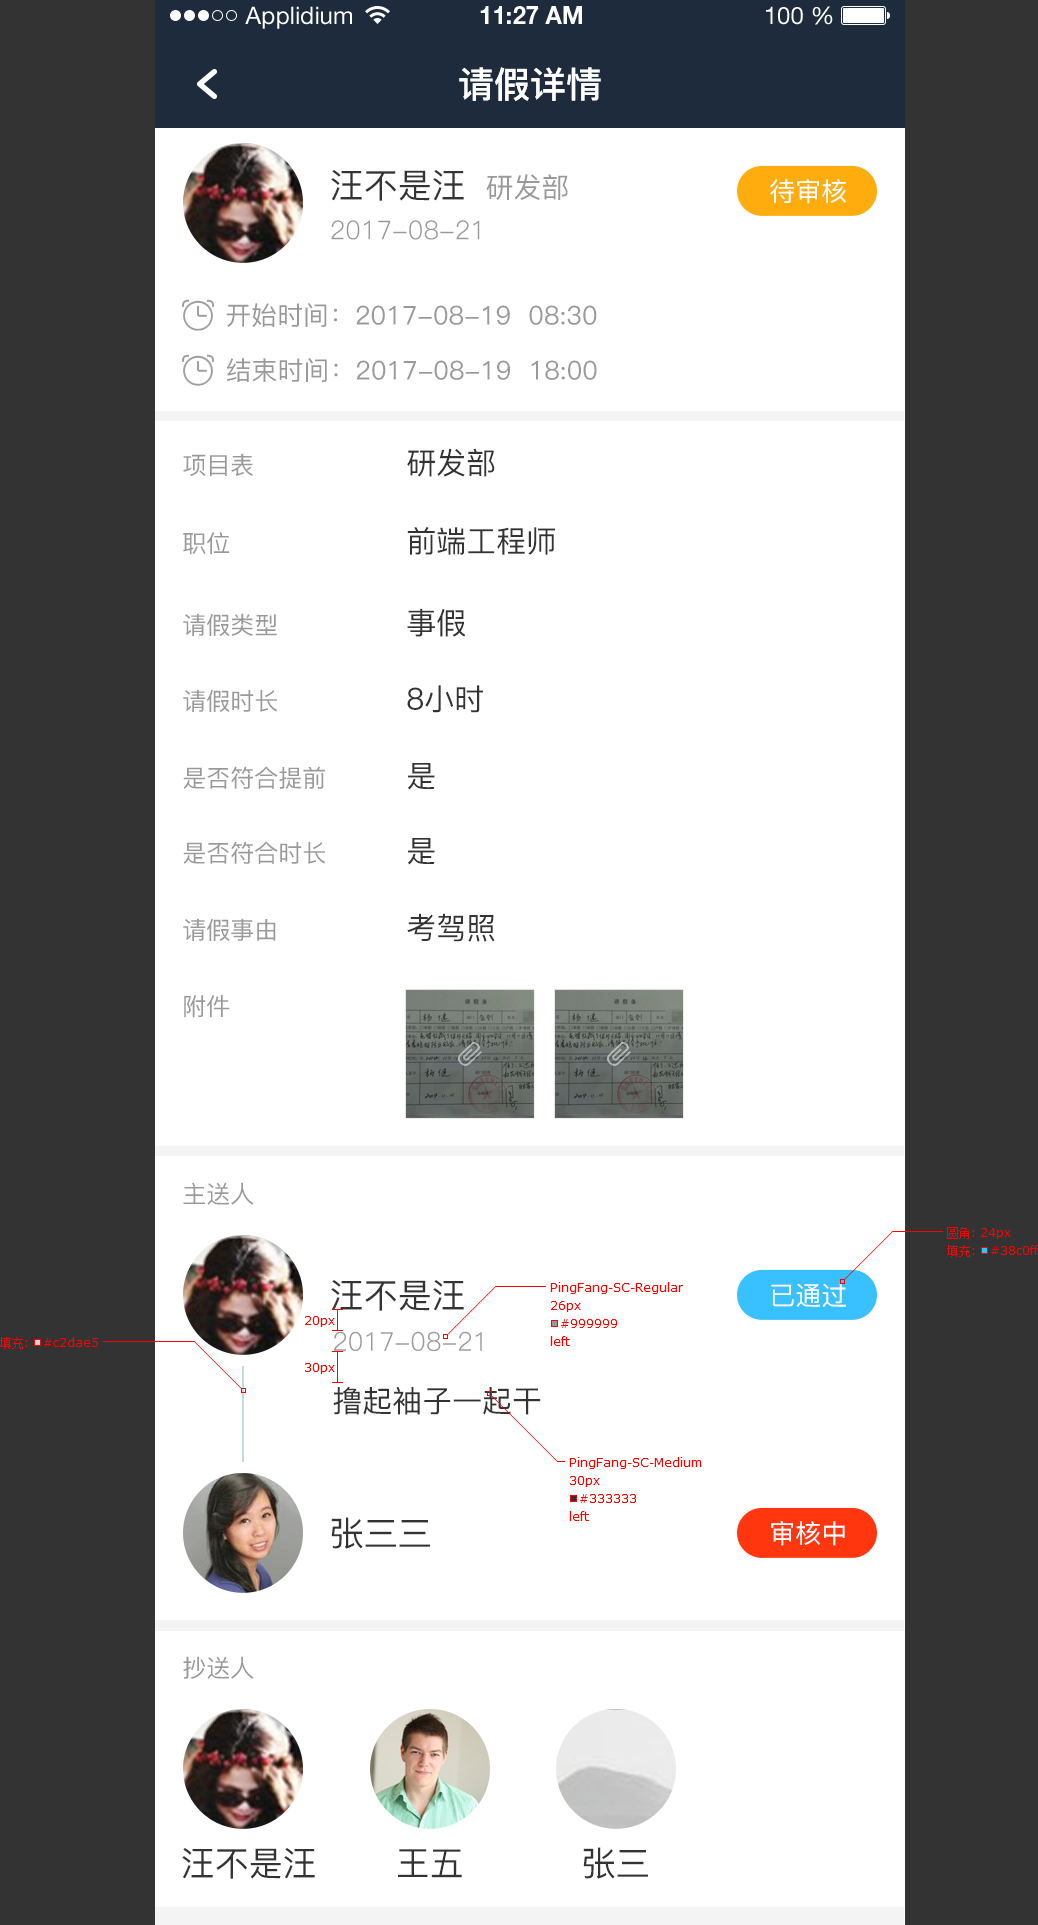 Applidium 11:27 AM 100 %
请假详情
汪不是汪 研发部 待审核
2017-08-21
开始时间：2017-08-19 08:30
结束时间：2017-08-19 18:00
项目表 研发部
职位 前端工程师
请假类型 事假
请假时长 8小时
是否符合提前 是
是否符合时长 是
请假事由 考驾照
附件
请假条 请假条
主送人
圆角：24px
填充：#38c0ff
汪不是汪 已通过
PingFang-SC-Regular
26px
#999999
left
20px
2017-08-21
填充：#c2dae5
30px
撸起袖子一起干
PingFang-SC-Medium
30px
#333333
left
张三三 审核中
抄送人
汪不是汪 王五 张三